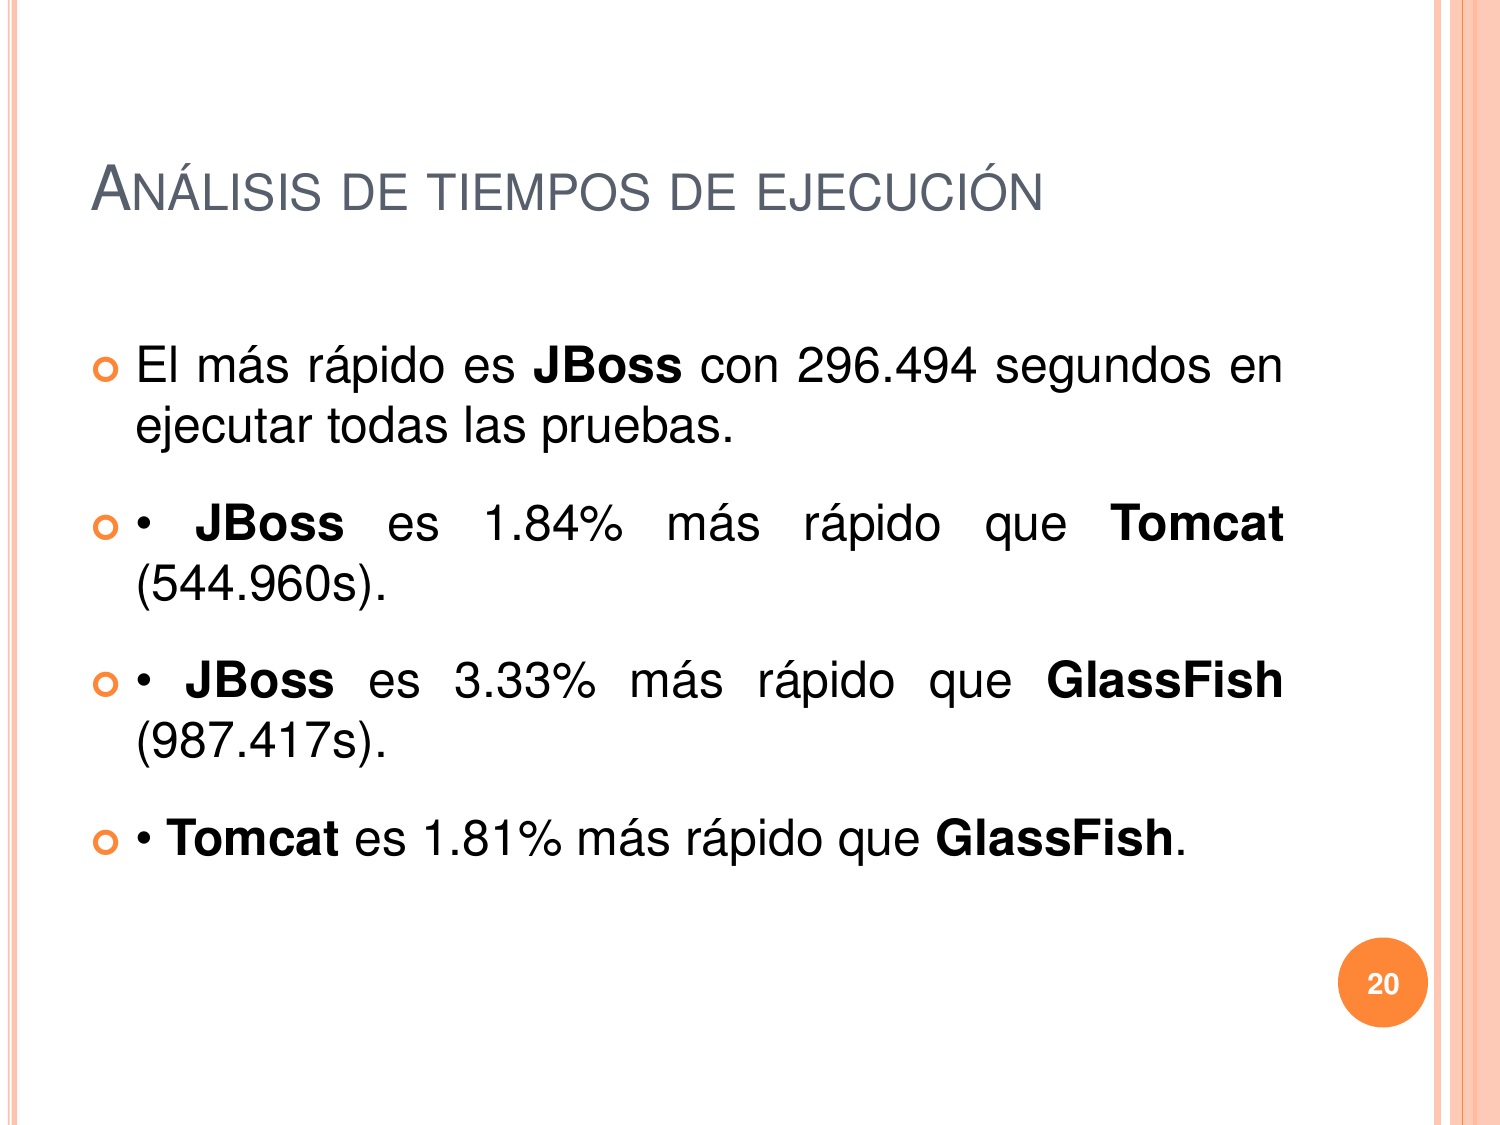 ANÁLISIS DE TIEMPOS DE EJECUCIÓN
El más rápido es JBoss con 296.494 segundos en
ejecutar todas las pruebas.
• JBoss es 1.84% más rápido que Tomcat
(544.960s).
• JBoss es 3.33% más rápido que GlassFish
(987.417s).
• Tomcat es 1.81% más rápido que GlassFish.
20